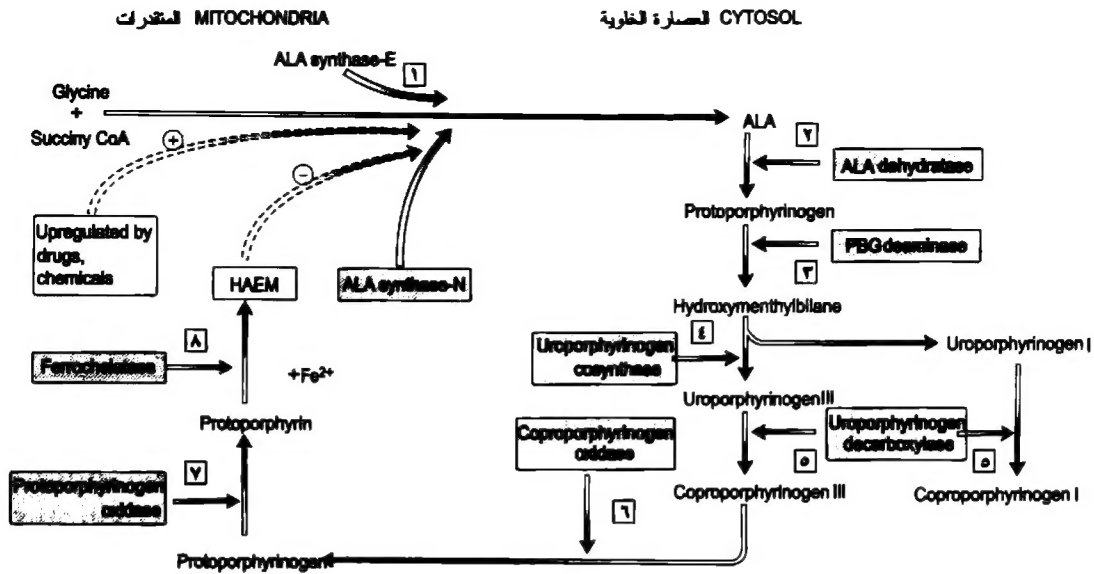 المتقدرات MITOCHONDRIA
العصارة الخلوية CYTOSOL
ALA synthase-E
١
Glycine
+
Succiny CoA
+
−
ALA
٢
ALA dehydratase
Protoporphyrinogen
PBG deaminase
٣
Hydroxymenthylbilane
Upregulated by
drugs,
chemicals
HAEM
ALA synthase-N
٤
Uroporphyrinogen
cosynthase
Uroporphyrinogen I
٨
Ferrochelatase
+Fe²⁺
Uroporphyrinogen III
Protoporphyrin
Coproporphyrinogen
oxidase
Uroporphyrinogen
decarboxylase
٥
٥
٧
Protoporphyrinogen
oxidase
Coproporphyrinogen III
Coproporphyrinogen I
٦
Protoporphyrinogen